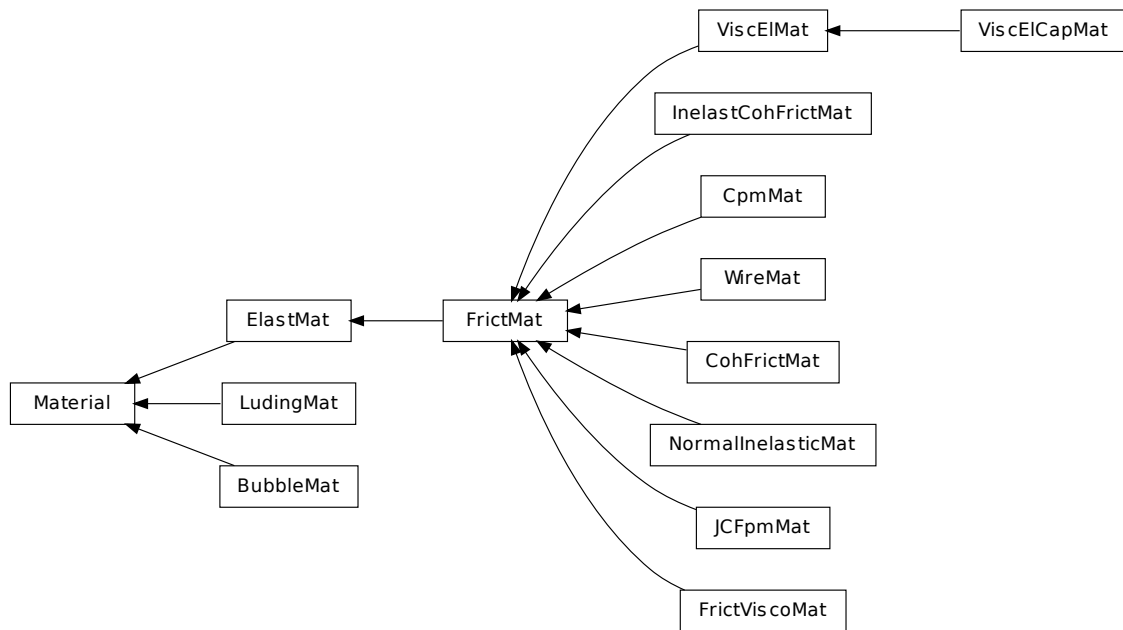 ViscElMat
ViscElCapMat
InelastCohFrictMat
CpmMat
WireMat
ElastMat
FrictMat
CohFrictMat
Material
LudingMat
NormalInelasticMat
BubbleMat
JCFpmMat
FrictViscoMat